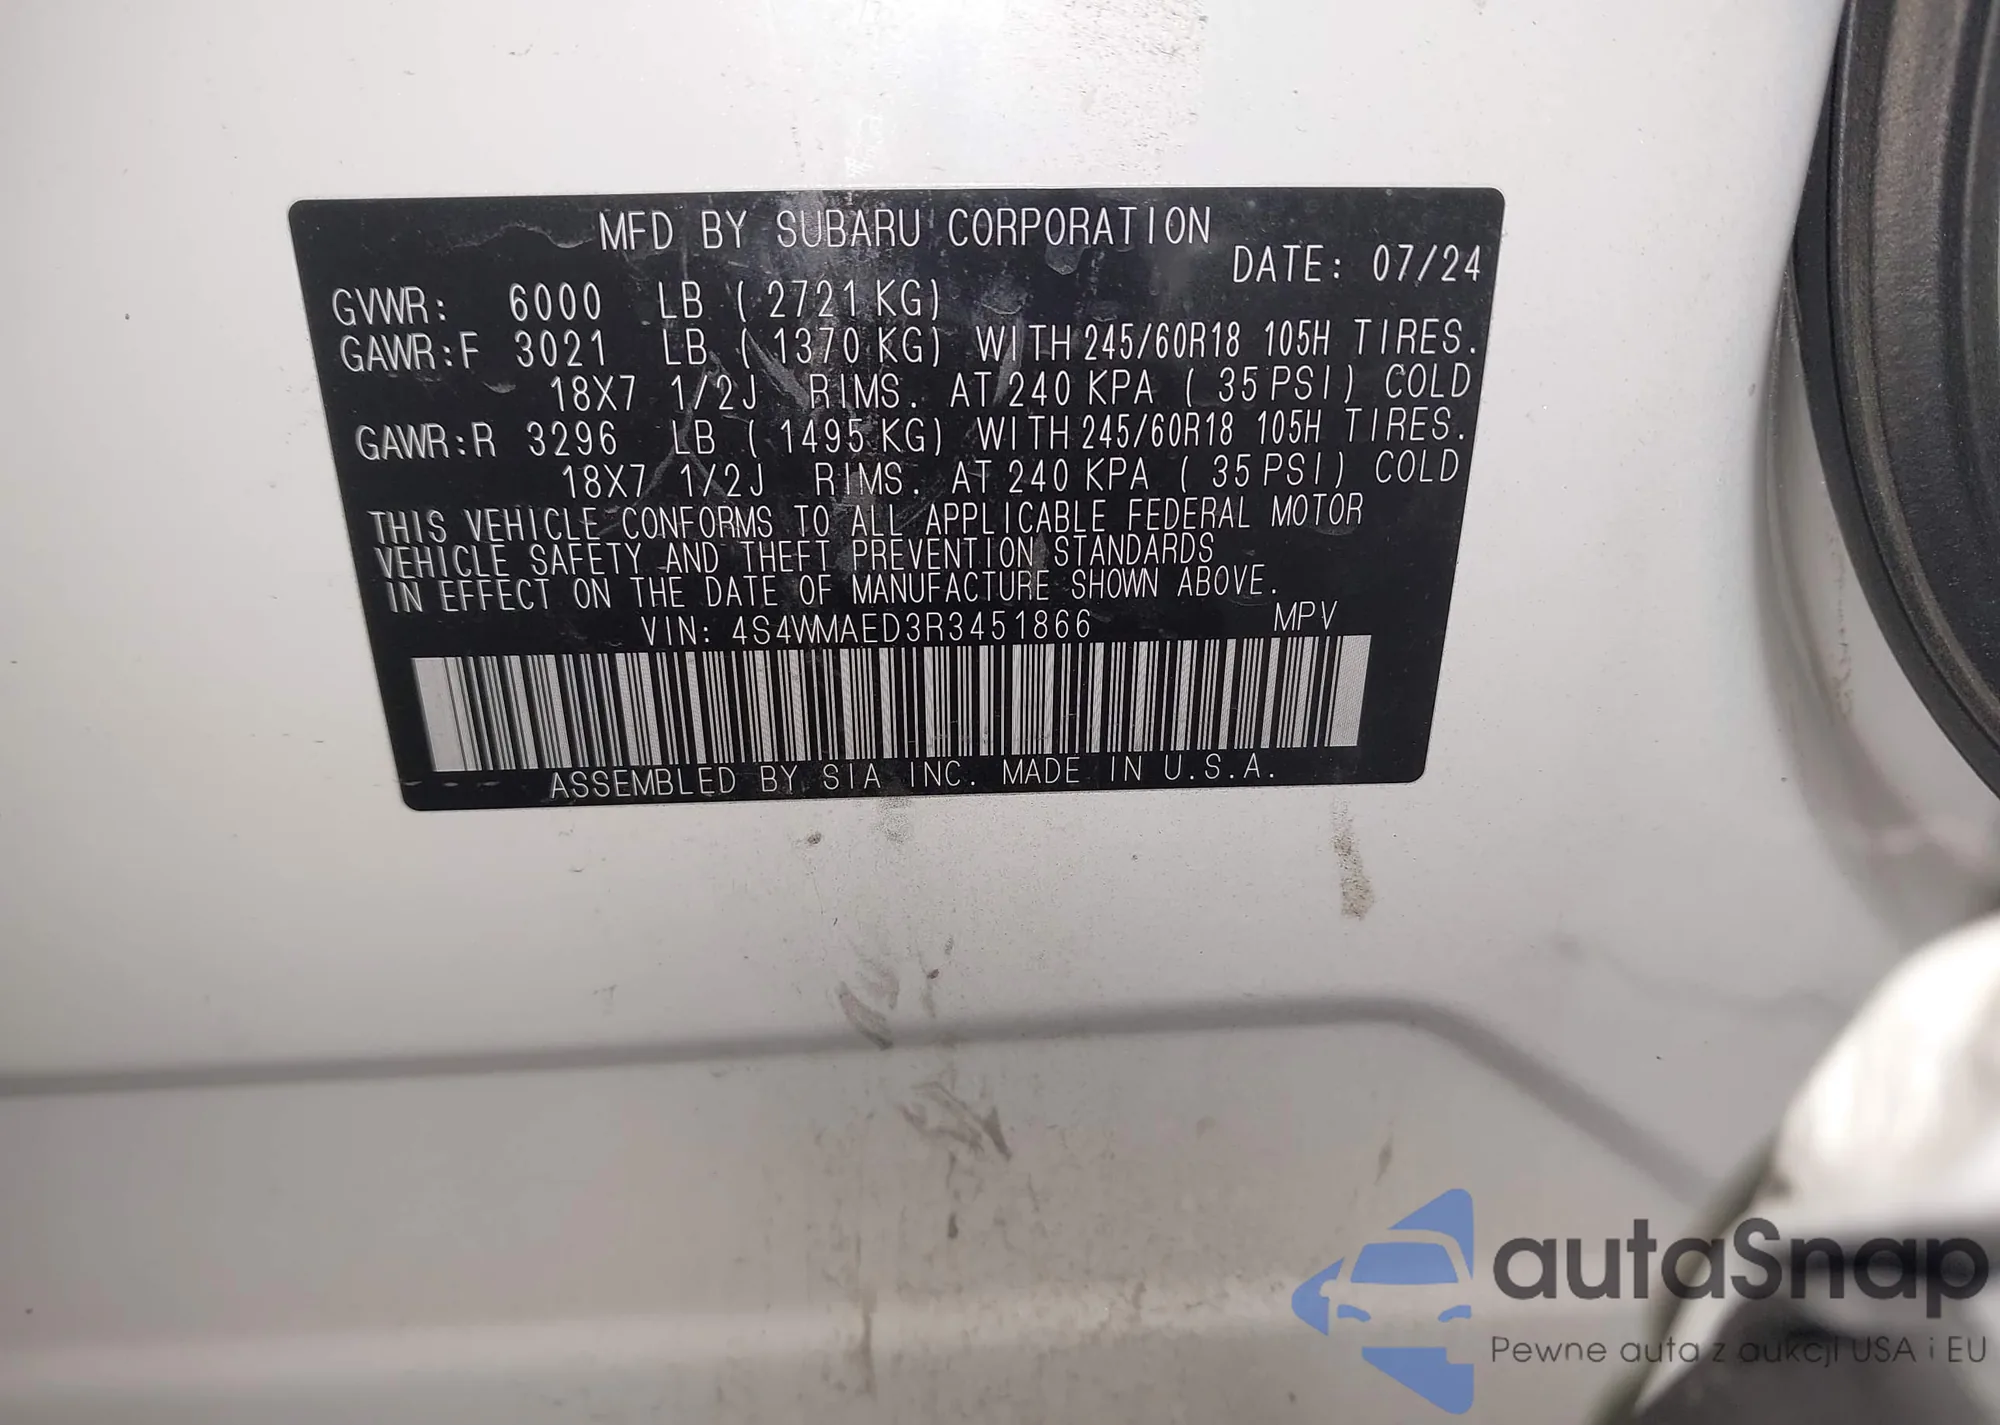 MFD BY SUBARU CORPORATION
DATE: 07/24
GVWR: 6000 LB ( 2721 KG)
GAWR:F 3021 LB ( 1370 KG) WITH 245/60R18 105H TIRES.
18X7 1/2J RIMS. AT 240 KPA ( 35 PSI) COLD
GAWR:R 3296 LB ( 1495 KG) WITH 245/60R18 105H TIRES.
18X7 1/2J RIMS. AT 240 KPA ( 35 PSI) COLD
THIS VEHICLE CONFORMS TO ALL APPLICABLE FEDERAL MOTOR
VEHICLE SAFETY AND THEFT PREVENTION STANDARDS
IN EFFECT ON THE DATE OF MANUFACTURE SHOWN ABOVE.
VIN: 4S4WMAED3R3451866 MPV
ASSEMBLED BY SIA INC. MADE IN U.S.A.
autaSnap
Pewne auta z aukcji USA i EU